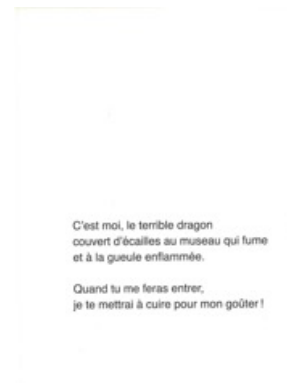 C'est moi, le terrible dragon
couvert d'écailles au museau qui fume
et à la gueule enflammée.
Quand tu me feras entrer,
je te mettrai à cuire pour mon goûter !